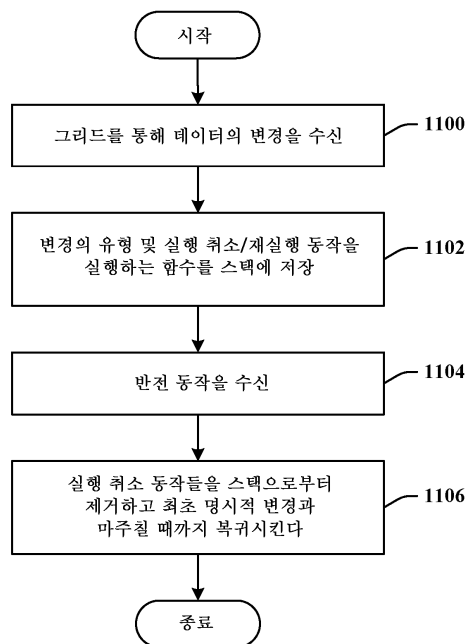 시작
그리드를 통해 데이터의 변경을 수신
1100
변경의 유형 및 실행 취소/재실행 동작을
실행하는 함수를 스택에 저장
1102
반전 동작을 수신
1104
실행 취소 동작들을 스택으로부터
제거하고 최초 명시적 변경과
마주칠 때까지 복귀시킨다
1106
종료